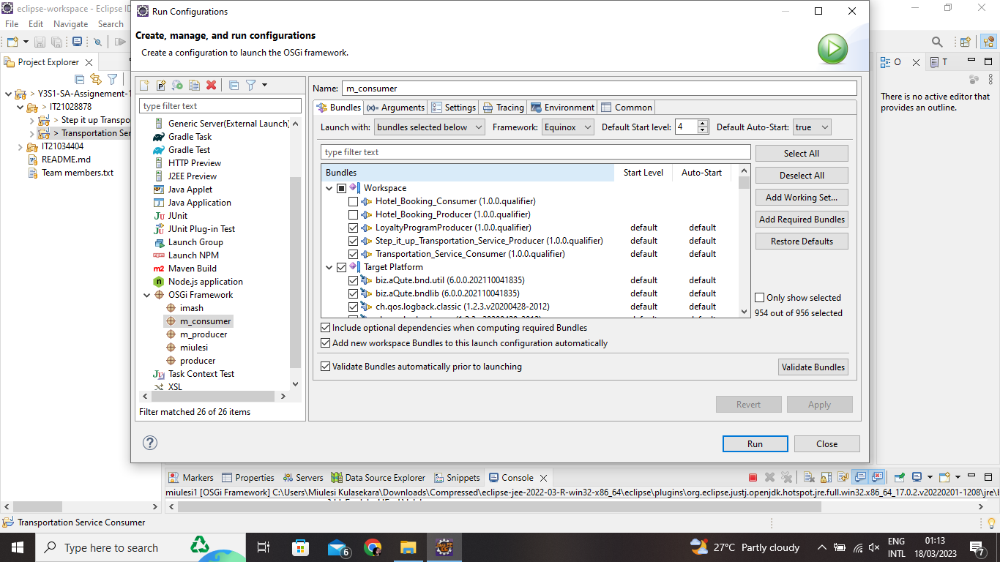 eclipse-workspace - Eclipse ID
File Edit Navigate Search
Project Explorer
> Y3S1-SA-Assignement-1
> IT21028878
> Step it up Transpo
> Transportation Ser
IT21034404
README.md
Team members.txt
Run Configurations
Create, manage, and run configurations
Create a configuration to launch the OSGi framework.
type filter text
Generic Server(External Launch)
Gradle Task
Gradle Test
HTTP Preview
J2EE Preview
Java Applet
Java Application
JUnit
JUnit Plug-in Test
Launch Group
Launch NPM
Maven Build
Node.js application
OSGi Framework
imash
m_consumer
m_producer
miulesi
producer
Task Context Test
XSL
Filter matched 26 of 26 items
Name: m_consumer
Bundles Arguments Settings Tracing Environment Common
Launch with: bundles selected below Framework: Equinox Default Start level: 4 Default Auto-Start: true
type filter text
Bundles Start Level Auto-Start
Workspace
Hotel_Booking_Consumer (1.0.0.qualifier)
Hotel_Booking_Producer (1.0.0.qualifier)
LoyaltyProgramProducer (1.0.0.qualifier) default default
Step_it_up_Transportation_Service_Producer (1.0.0.qualifier) default default
Transportation_Service_Consumer (1.0.0.qualifier) default default
Target Platform
biz.aQute.bnd.util (6.0.0.202110041835) default default
biz.aQute.bndlib (6.0.0.202110041835) default default
ch.qos.logback.classic (1.2.3.v20200428-2012) default default
Select All
Deselect All
Add Working Set...
Add Required Bundles
Restore Defaults
Only show selected
954 out of 956 selected
Include optional dependencies when computing required Bundles
Add new workspace Bundles to this launch configuration automatically
Validate Bundles automatically prior to launching
Validate Bundles
Revert Apply
Run Close
O T
There is no active editor that
provides an outline.
Markers Properties Servers Data Source Explorer Snippets Console
miulesi1 [OSGi Framework] C:\Users\Miulesi Kulasekara\Downloads\Compressed\eclipse-jee-2022-03-R-win32-x86_64\eclipse\plugins\org.eclipse.justj.openjdk.hotspot.jre.full.win32.x86_64_17.0.2.v20220201-1208\jre\
Transportation Service Consumer
Type here to search
6
27°C Partly cloudy
ENG
INTL
01:13
18/03/2023
7